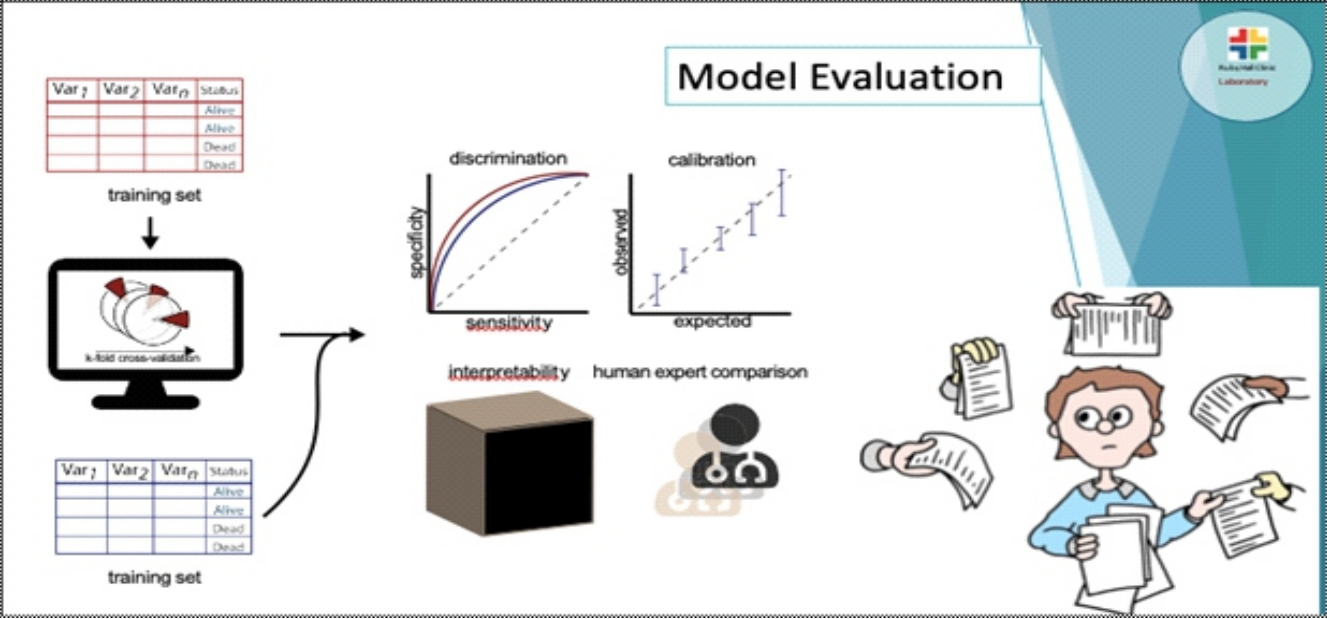 Model Evaluation
Laboratory
Var1 Var2 Varn Status
Alive
Alive
Dead
Dead
training set
k-fold cross-validation
Var1 Var2 Varn Status
Alive
Alive
Dead
Dead
training set
discrimination
specificity
sensitivity
calibration
observed
expected
interpretability
human expert comparison